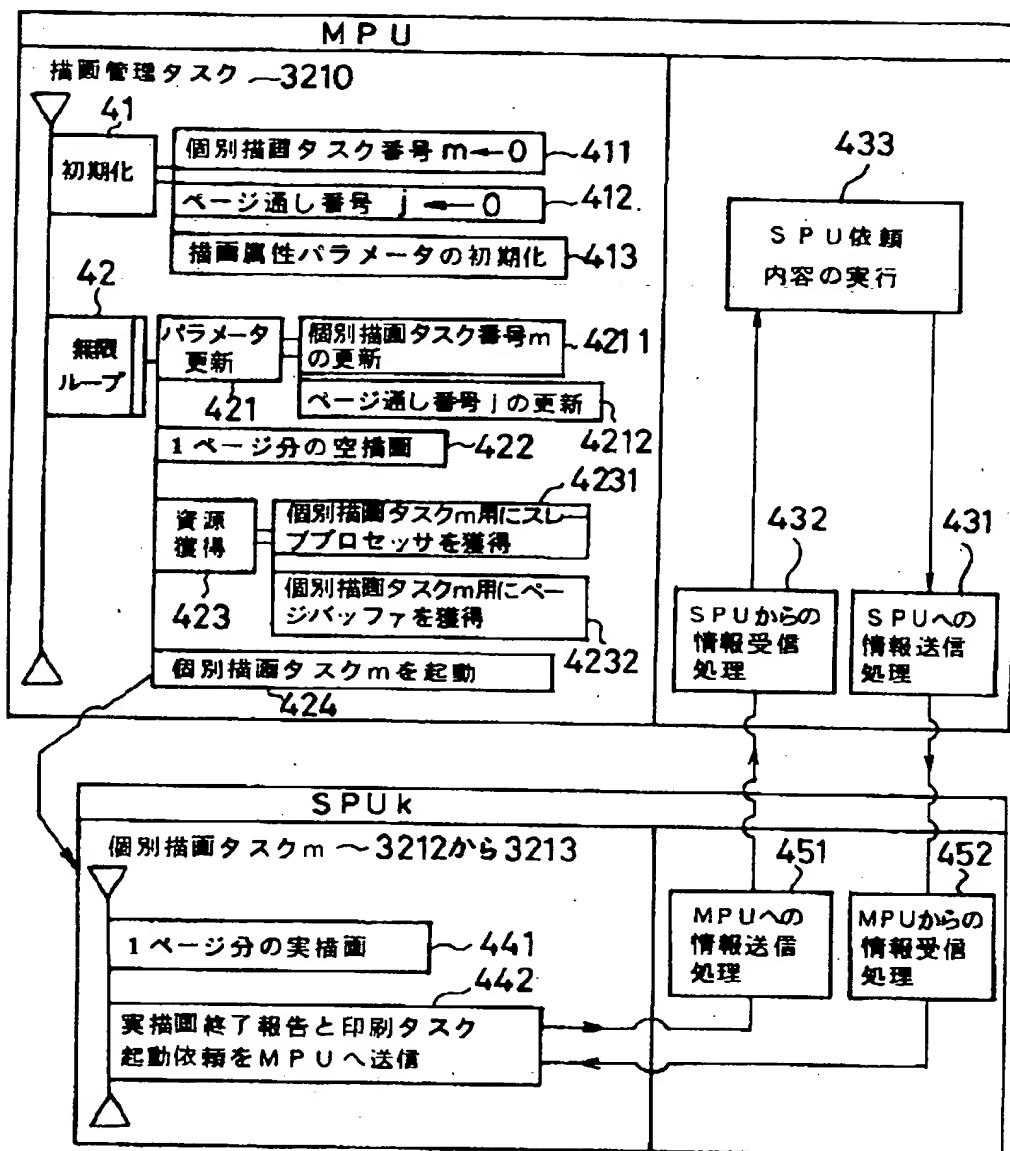 MPU
描画管理タスク ～3210
41
初期化
個別描画タスク番号m←0
411
ページ通し番号 j ←0
412
描画属性パラメータの初期化
413
42
無限
ループ
パラメータ
更新
421
個別描画タスク番号m
の更新
4211
ページ通し番号jの更新
4212
1ページ分の空描画
422
資源
獲得
423
4231
個別描画タスクm用にスレー
ブプロセッサを獲得
個別描画タスクm用にペー
ジバッファを獲得
4232
個別描画タスクmを起動
424
433
SPU依頼
内容の実行
432
SPUからの
情報受信
処理
431
SPUへの
情報送信
処理
SPUk
個別描画タスクm ～3212から3213
1ページ分の実描画
441
442
実描画終了報告と印刷タスク
起動依頼をMPUへ送信
451
MPUへの
情報送信
処理
452
MPUからの
情報受信
処理